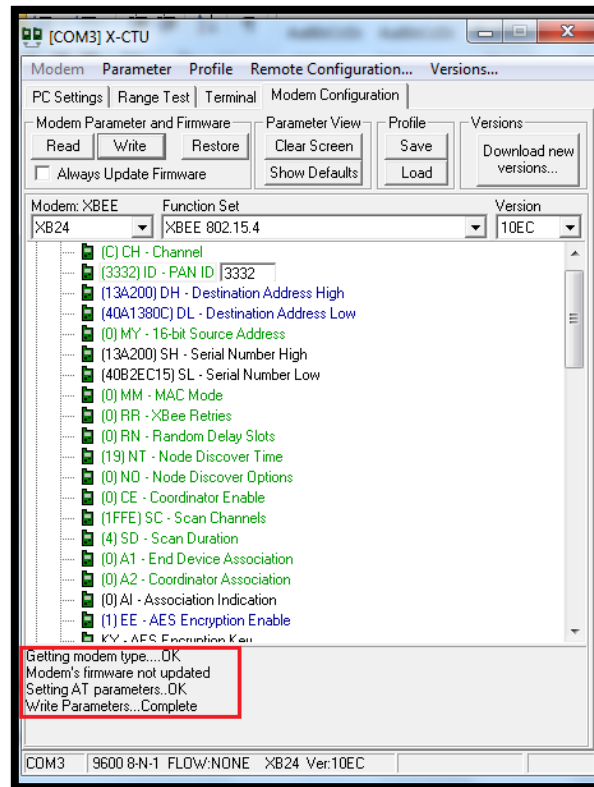 [COM3] X-CTU
Modem Parameter Profile Remote Configuration... Versions...
PC Settings Range Test Terminal Modem Configuration
Modem Parameter and Firmware Parameter View Profile Versions
Read Write Restore Clear Screen Save Download new versions...
Always Update Firmware Show Defaults Load
Modem: XBEE Function Set Version
XB24 XBEE 802.15.4 10EC
(C) CH - Channel
(3332) ID - PAN ID 3332
(13A200) DH - Destination Address High
(40A1380C) DL - Destination Address Low
(0) MY - 16-bit Source Address
(13A200) SH - Serial Number High
(40B2EC15) SL - Serial Number Low
(0) MM - MAC Mode
(0) RR - XBee Retries
(0) RN - Random Delay Slots
(19) NT - Node Discover Time
(0) NO - Node Discover Options
(0) CE - Coordinator Enable
(1FFE) SC - Scan Channels
(4) SD - Scan Duration
(0) A1 - End Device Association
(0) A2 - Coordinator Association
(0) AI - Association Indication
(1) EE - AES Encryption Enable
KY - AES Encryption Key
Getting modem type....OK
Modem's firmware not updated
Setting AT parameters..OK
Write Parameters...Complete
COM3 9600 8-N-1 FLOW:NONE XB24 Ver:10EC